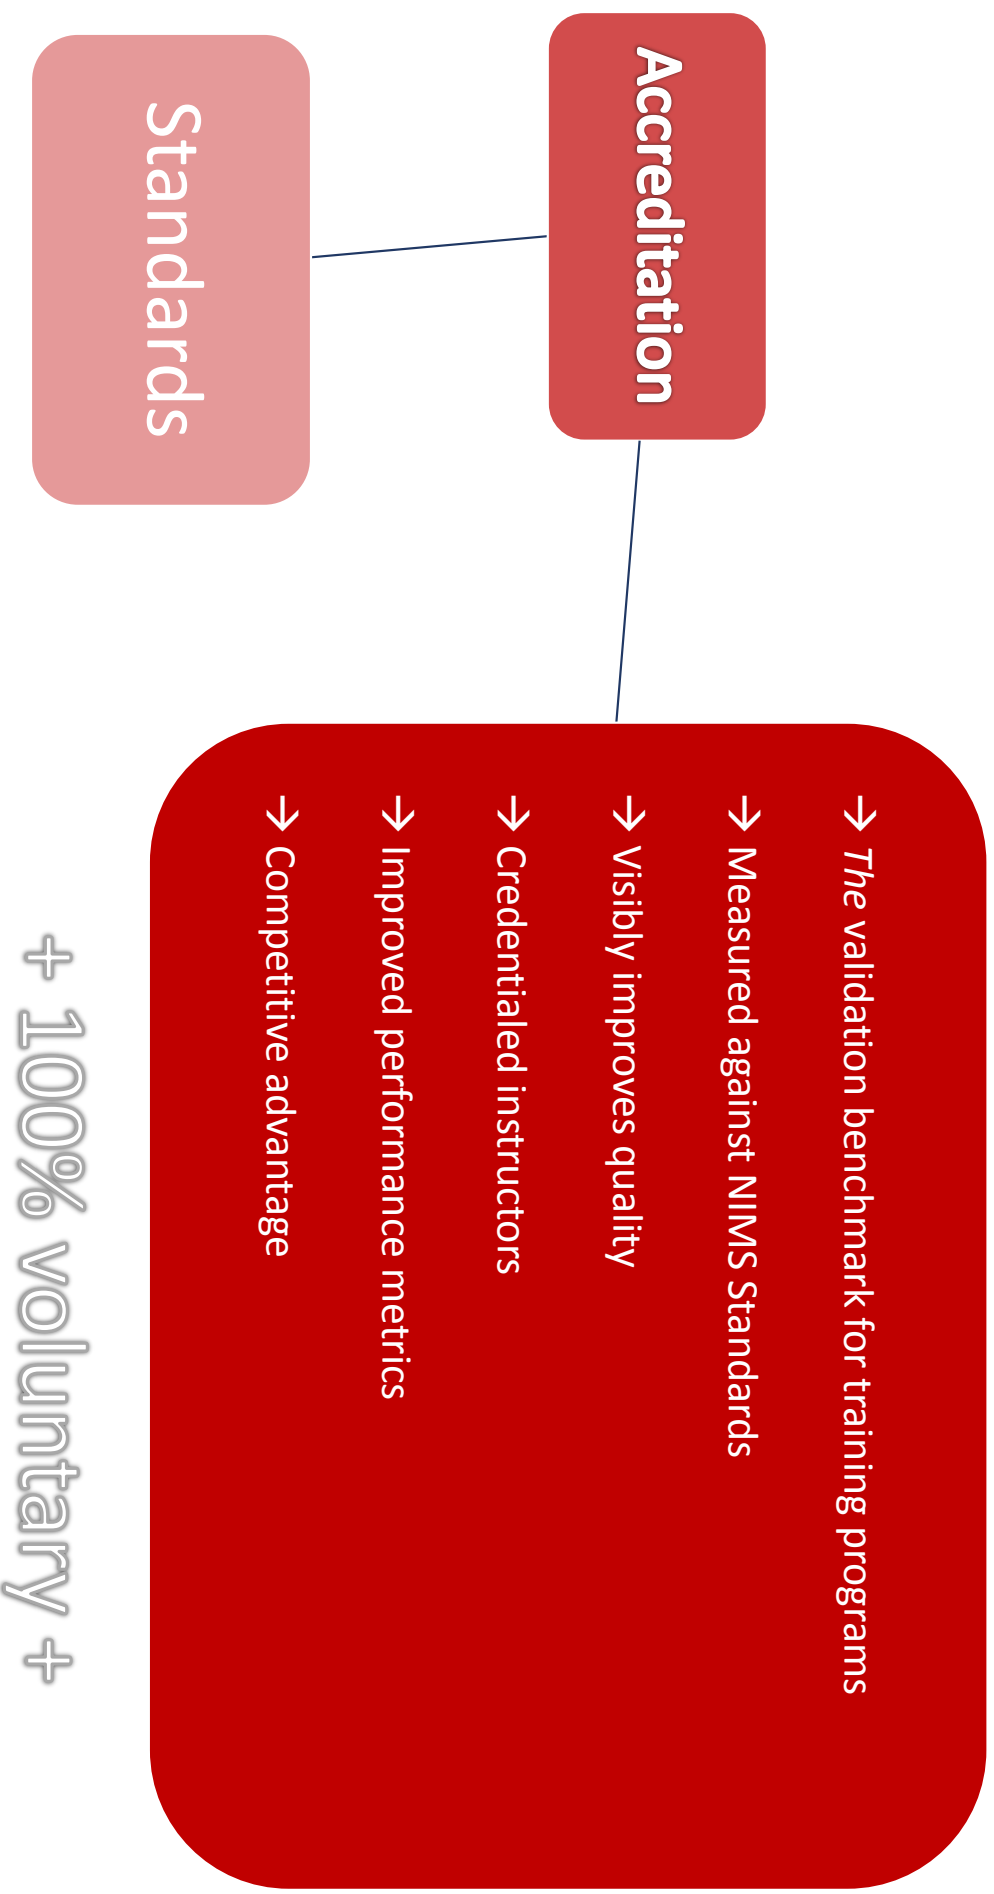 Accreditation
→ The validation benchmark for training programs
→ Measured against NIMS Standards
→ Visibly improves quality
→ Credentialed instructors
→ Improved performance metrics
→ Competitive advantage
Standards
+ 100% voluntary +